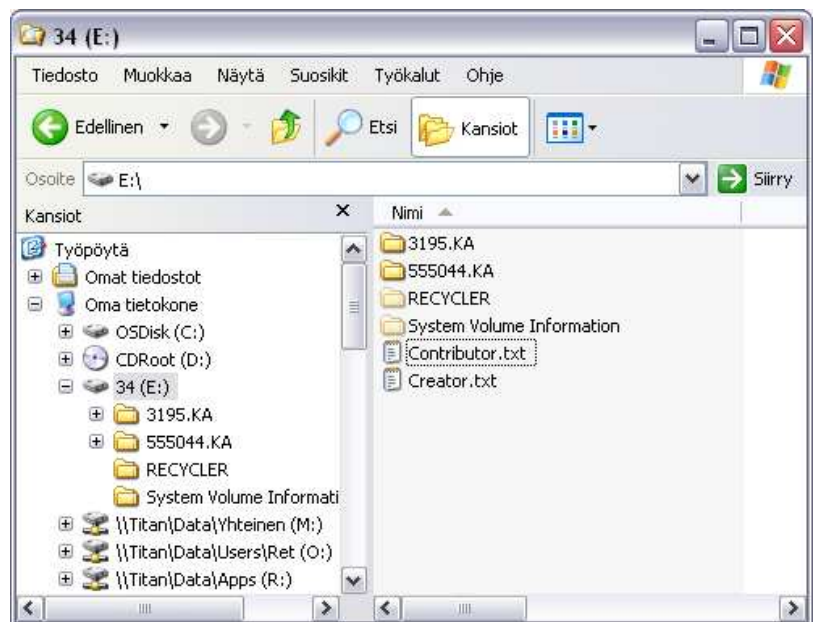 34 (E:)
Tiedosto Muokkaa Näytä Suosikit Työkalut Ohje
Edellinen Etsi Kansiot
Osoite E:\ Siirry
Kansiot
Työpöytä
Omat tiedostot
Oma tietokone
OSDisk (C:)
CDRoot (D:)
34 (E:)
3195.KA
555044.KA
RECYCLER
System Volume Informati
\\Titan\Data\Yhteinen (M:)
\\Titan\Data\Users\Ret (O:)
\\Titan\Data\Apps (R:)
Nimi
3195.KA
555044.KA
RECYCLER
System Volume Information
Contributor.txt
Creator.txt